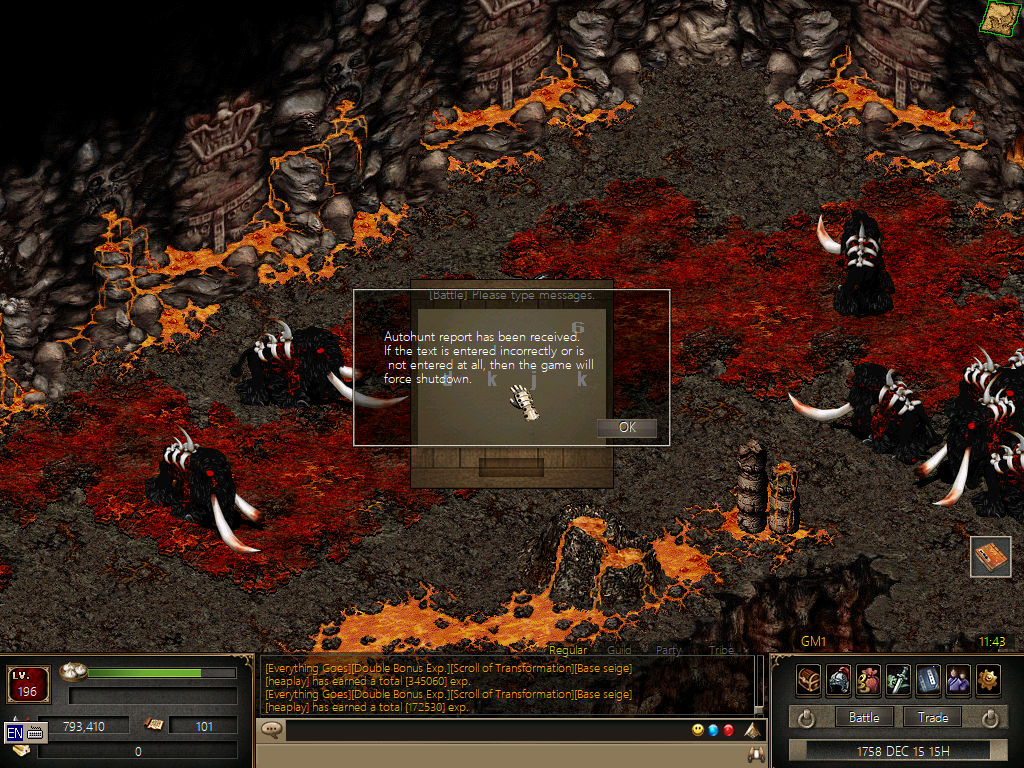 [Battle] Please type messages.
6
Autohunt report has been received.
If the text is entered incorrectly or is
not entered at all, then the game will
force shutdown.
k j k
OK
GM1
11:43
Regular Guild Party Tribe
[Everything Goes][Double Bonus Exp.][Scroll of Transformation][Base seige]
[heaplay] has earned a total [345060] exp.
[Everything Goes][Double Bonus Exp.][Scroll of Transformation][Base seige]
[heaplay] has earned a total [172530] exp.
LV.
196
793,410
101
EN
0
Battle
Trade
1758 DEC 15 15H